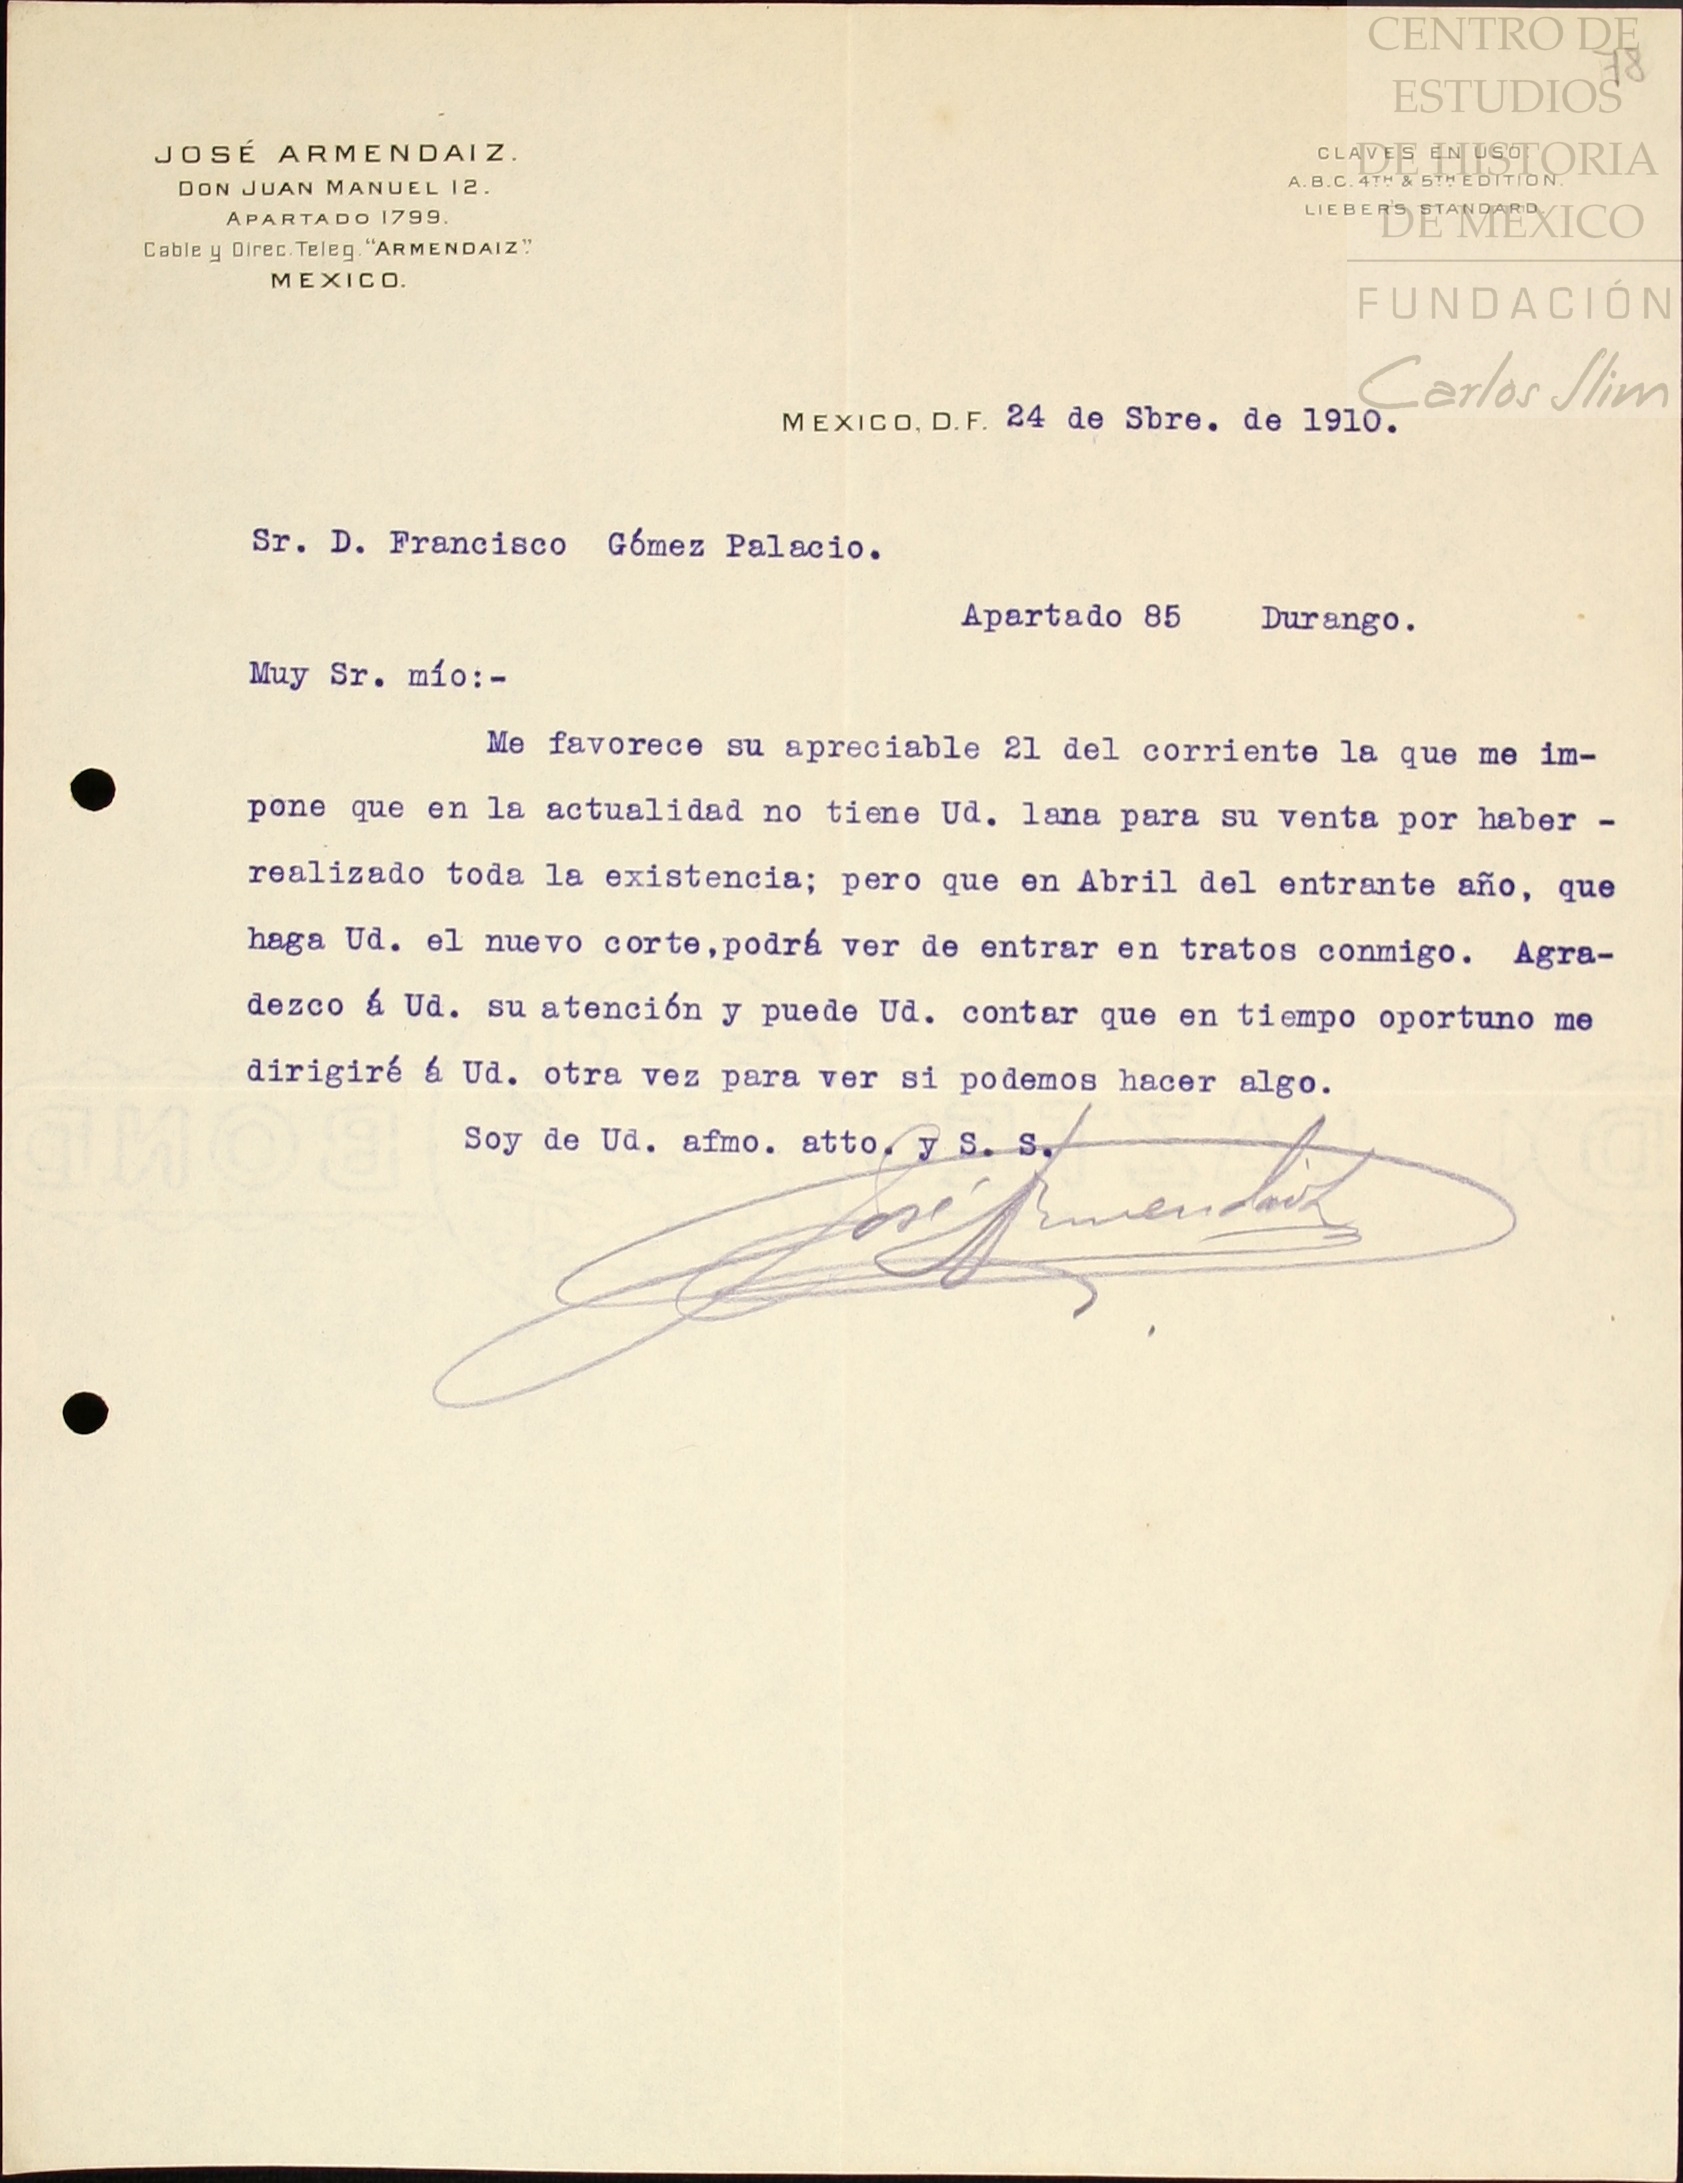 CENTRO DE
ESTUDIOS
DE HISTORIA
DE MEXICO
FUNDACIÓN
Carlos Slim
78
JOSÉ ARMENDAIZ.
DON JUAN MANUEL 12.
APARTADO 1799.
Cable y Direc. Teleg. "ARMENDAIZ".
MEXICO.
CLAVES EN USO:
A.B.C. 4TH & 5TH EDITION.
LIEBER'S STANDARD.
MEXICO, D.F. 24 de Sbre. de 1910.
Sr. D. Francisco Gómez Palacio.
Apartado 85 Durango.
Muy Sr. mío:-
Me favorece su apreciable 21 del corriente la que me im-
pone que en la actualidad no tiene Ud. lana para su venta por haber -
realizado toda la existencia; pero que en Abril del entrante año, que
haga Ud. el nuevo corte,podrá ver de entrar en tratos conmigo. Agra-
dezco á Ud. su atención y puede Ud. contar que en tiempo oportuno me
dirigiré á Ud. otra vez para ver si podemos hacer algo.
Soy de Ud. afmo. atto. y S. S.
José Armendaiz